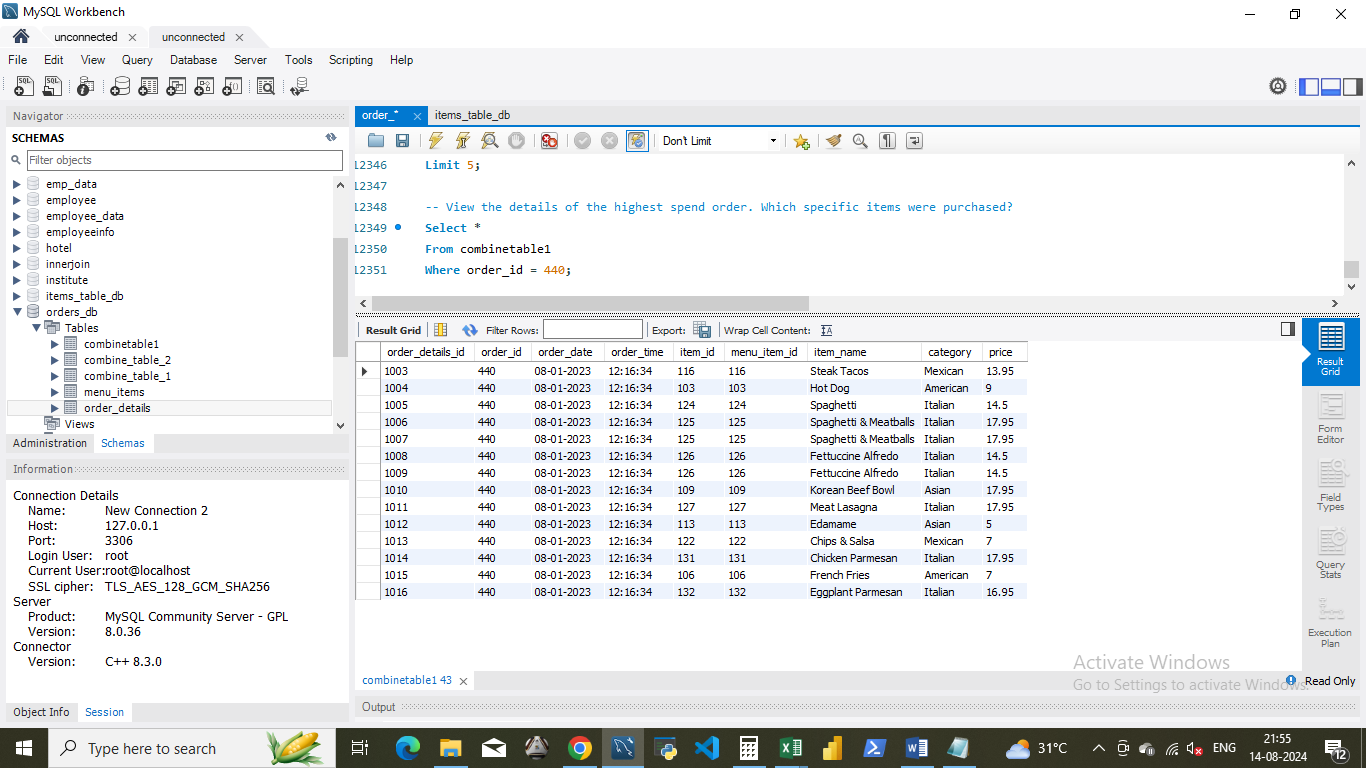 MySQL Workbench
unconnected unconnected
File Edit View Query Database Server Tools Scripting Help
Navigator
SCHEMAS
Filter objects
emp_data
employee
employee_data
employeeinfo
hotel
innerjoin
institute
items_table_db
orders_db
Tables
combinetable1
combine_table_2
combine_table_1
menu_items
order_details
Views
Administration Schemas
Information
Connection Details
Name: New Connection 2
Host: 127.0.0.1
Port: 3306
Login User: root
Current User:root@localhost
SSL cipher: TLS_AES_128_GCM_SHA256
Server
Product: MySQL Community Server - GPL
Version: 8.0.36
Connector
Version: C++ 8.3.0
Object Info Session
order_* items_table_db
Don't Limit
12346 Limit 5;
12347
12348 -- View the details of the highest spend order. Which specific items were purchased?
12349 Select *
12350 From combinetable1
12351 Where order_id = 440;
Result Grid Filter Rows: Export: Wrap Cell Content: IA
order_details_id order_id order_date order_time item_id menu_item_id item_name category price
1003 440 08-01-2023 12:16:34 116 116 Steak Tacos Mexican 13.95
1004 440 08-01-2023 12:16:34 103 103 Hot Dog American 9
1005 440 08-01-2023 12:16:34 124 124 Spaghetti Italian 14.5
1006 440 08-01-2023 12:16:34 125 125 Spaghetti & Meatballs Italian 17.95
1007 440 08-01-2023 12:16:34 125 125 Spaghetti & Meatballs Italian 17.95
1008 440 08-01-2023 12:16:34 126 126 Fettuccine Alfredo Italian 14.5
1009 440 08-01-2023 12:16:34 126 126 Fettuccine Alfredo Italian 14.5
1010 440 08-01-2023 12:16:34 109 109 Korean Beef Bowl Asian 17.95
1011 440 08-01-2023 12:16:34 127 127 Meat Lasagna Italian 17.95
1012 440 08-01-2023 12:16:34 113 113 Edamame Asian 5
1013 440 08-01-2023 12:16:34 122 122 Chips & Salsa Mexican 7
1014 440 08-01-2023 12:16:34 131 131 Chicken Parmesan Italian 17.95
1015 440 08-01-2023 12:16:34 106 106 French Fries American 7
1016 440 08-01-2023 12:16:34 132 132 Eggplant Parmesan Italian 16.95
Result
Grid
Form
Editor
Field
Types
Query
Stats
Execution
Plan
Activate Windows
Go to Settings to activate Windows.
combinetable1 43
Read Only
Output
Type here to search
31°C
ENG
21:55
14-08-2024
12